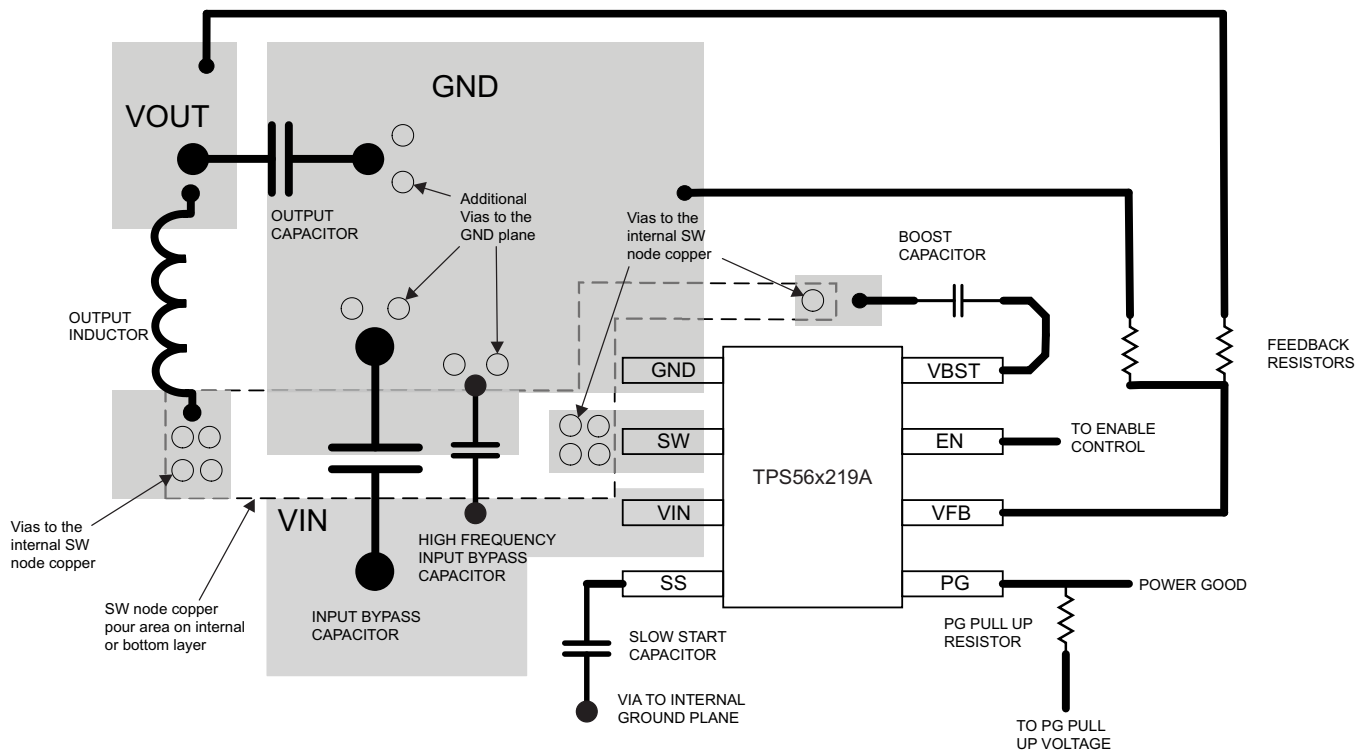 GND
VOUT
OUTPUT
CAPACITOR
Additional
Vias to the
GND plane
Vias to the
internal SW
node copper
BOOST
CAPACITOR
OUTPUT
INDUCTOR
FEEDBACK
RESISTORS
GND
VBST
SW
EN
TO ENABLE
CONTROL
TPS56x219A
VIN
VFB
VIN
HIGH FREQUENCY
INPUT BYPASS
CAPACITOR
Vias to the
internal SW
node copper
SS
PG
POWER GOOD
SW node copper
pour area on internal
or bottom layer
INPUT BYPASS
CAPACITOR
SLOW START
CAPACITOR
PG PULL UP
RESISTOR
VIA TO INTERNAL
GROUND PLANE
TO PG PULL
UP VOLTAGE